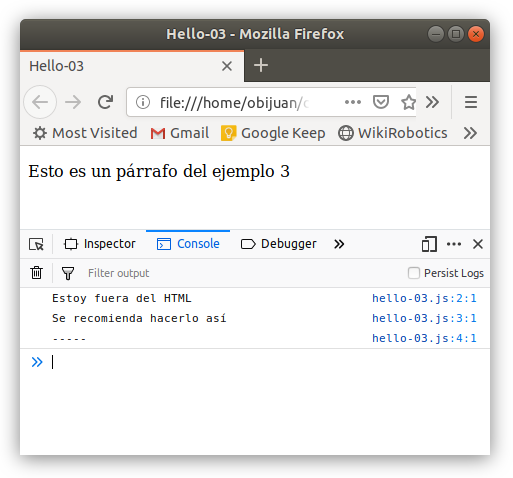 Hello-03 - Mozilla Firefox
Hello-03
file:///home/obijuan/
Most Visited Gmail Google Keep WikiRobotics
Esto es un párrafo del ejemplo 3
Inspector Console Debugger
Filter output Persist Logs
Estoy fuera del HTML hello-03.js:2:1
Se recomienda hacerlo así hello-03.js:3:1
----- hello-03.js:4:1